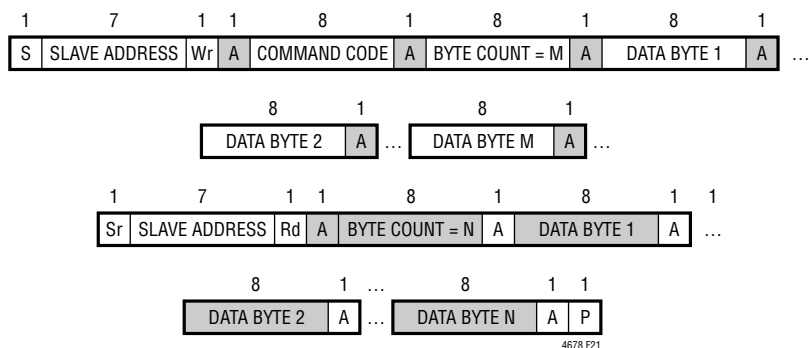 1 7 1 1 8 1 8 1 8 1
S SLAVE ADDRESS Wr A COMMAND CODE A BYTE COUNT = M A DATA BYTE 1 A …
8 1 8 1
DATA BYTE 2 A … DATA BYTE M A …
1 7 1 1 8 1 8 1 1
Sr SLAVE ADDRESS Rd A BYTE COUNT = N A DATA BYTE 1 A …
8 1 … 8 1 1
DATA BYTE 2 A … DATA BYTE N A P
4678 F21